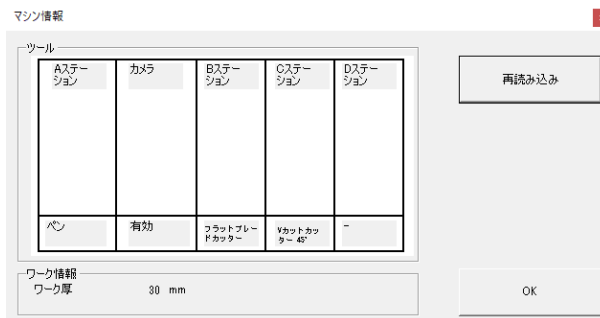 マシン情報
ツール
Aステー
ション
カメラ
Bステー
ション
Cステー
ション
Dステー
ション
ペン
有効
フラットブレー
ドカッター
Vカットカッ
ター 45°
-
再読み込み
ワーク情報
ワーク厚 30 mm
OK